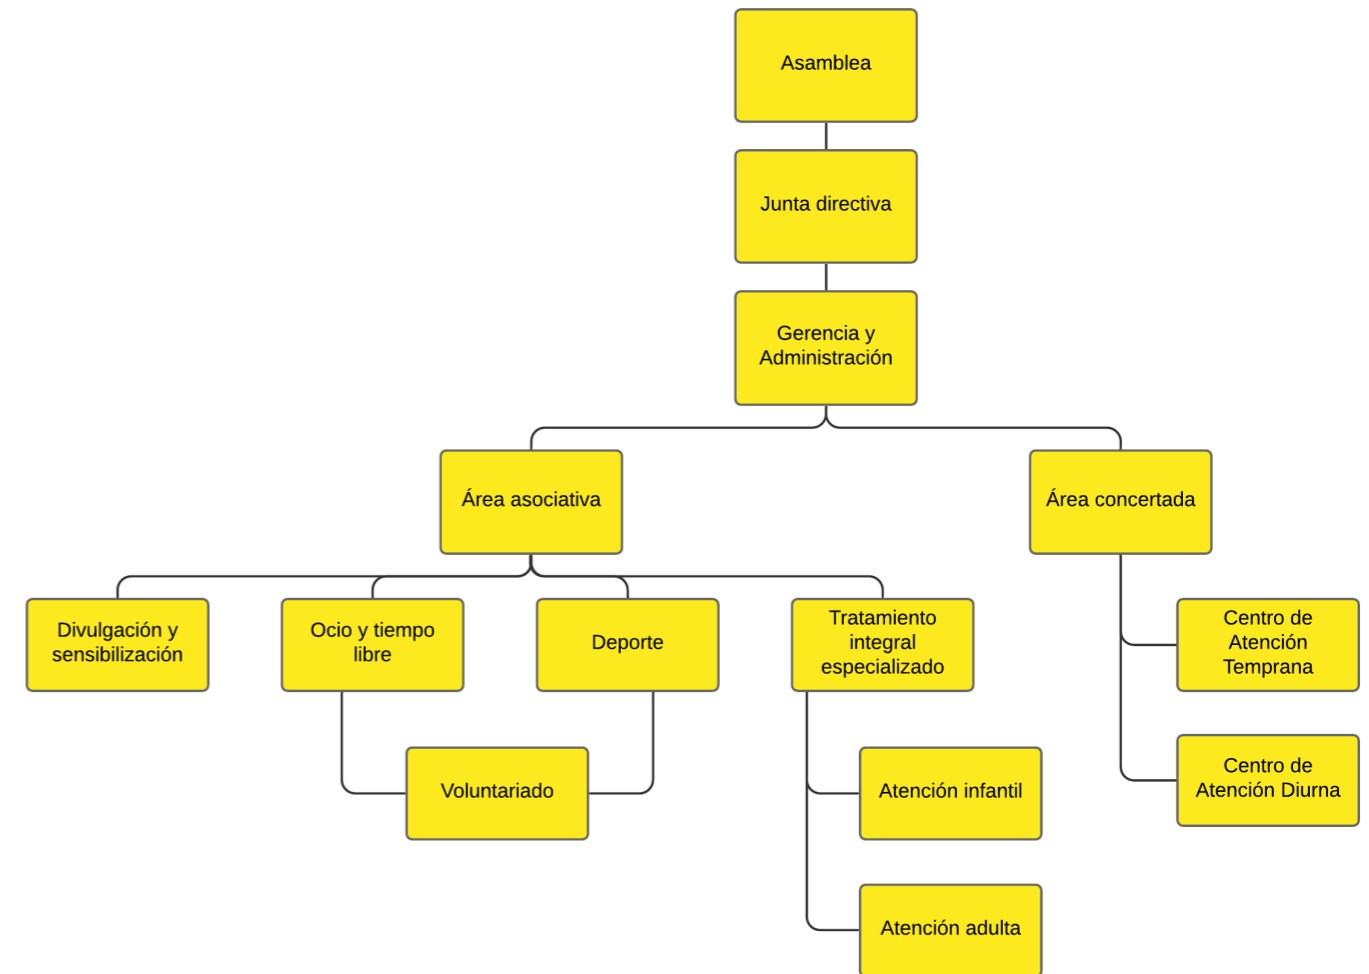 Asamblea
Junta directiva
Gerencia y
Administración
Área asociativa
Área concertada
Divulgación y
sensibilización
Ocio y tiempo
libre
Deporte
Tratamiento
integral
especializado
Centro de
Atención
Temprana
Voluntariado
Atención infantil
Centro de
Atención Diurna
Atención adulta